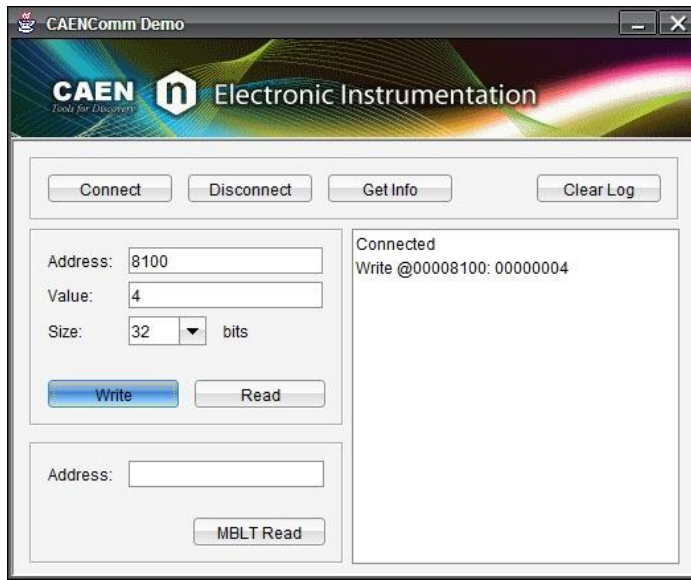 CAENComm Demo
CAEN n Electronic Instrumentation
Tools for Discovery
Connect Disconnect Get Info Clear Log
Address: 8100
Value: 4
Size: 32 bits
Write Read
Address:
MBLT Read
Connected
Write @00008100: 00000004